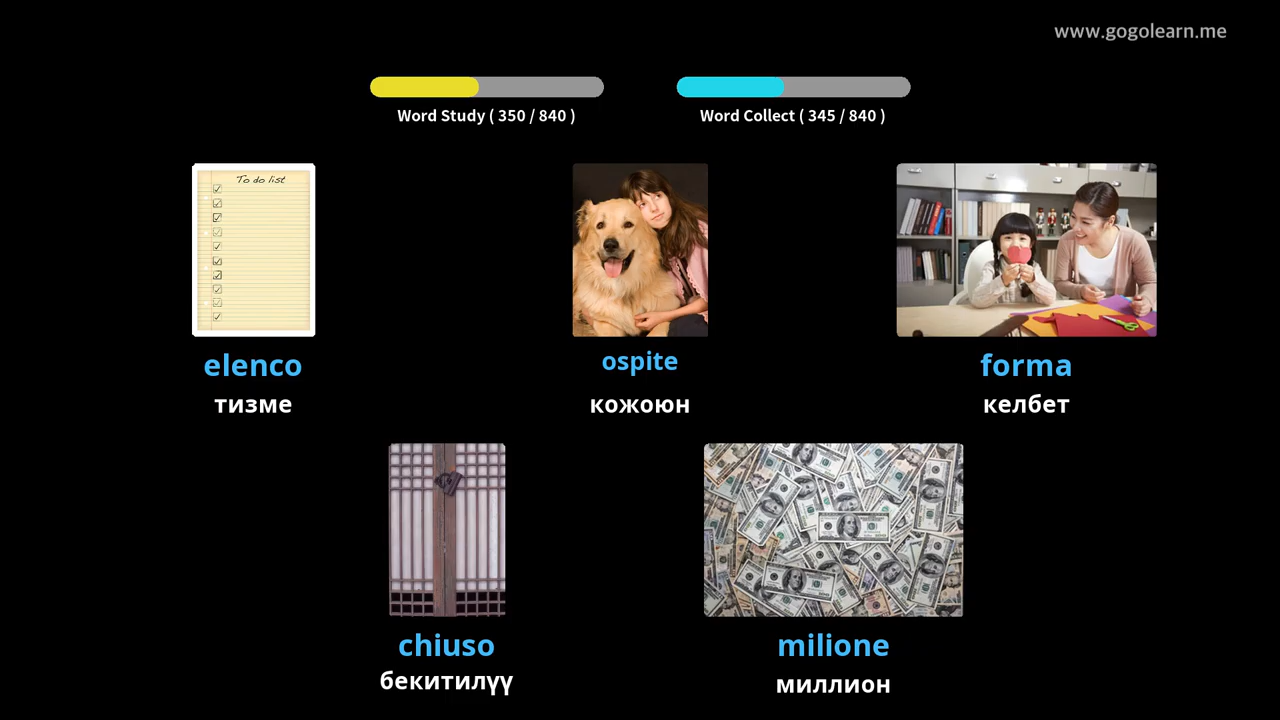 www.gogolearn.me
Word Study ( 350 / 840 )
Word Collect ( 345 / 840 )
To do list
elenco
тизме
ospite
кожоюн
forma
келбет
chiuso
бекитилүү
milione
миллион